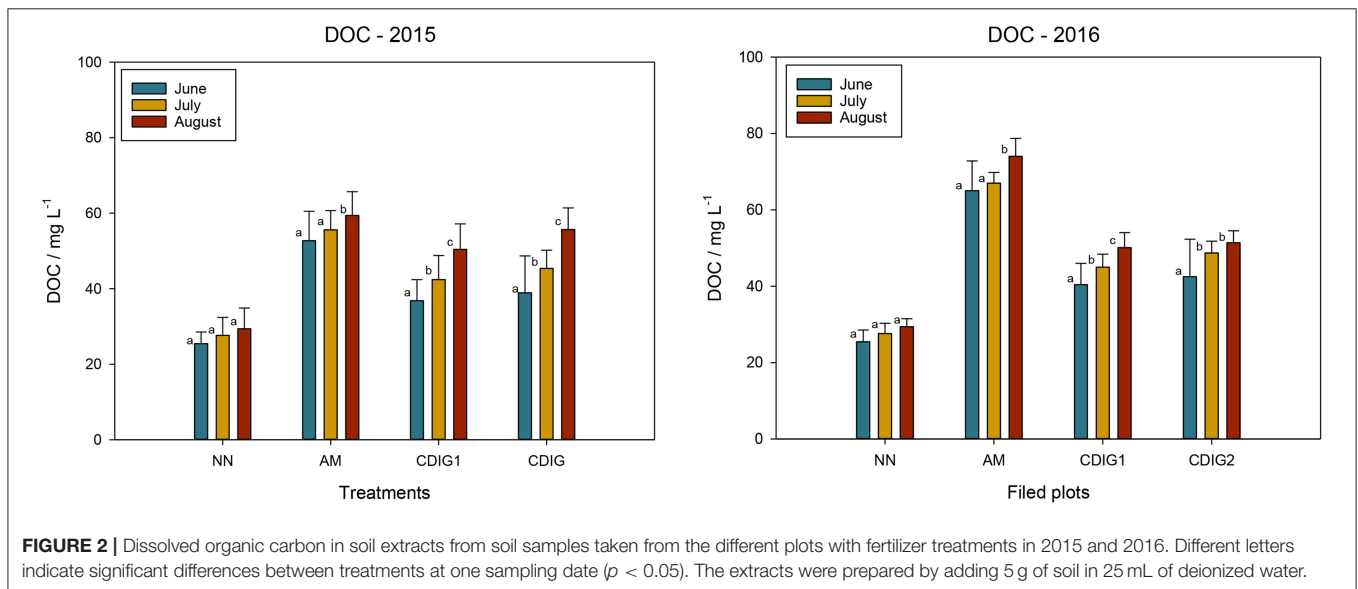 DOC - 2015
100
80
60
40
20
0
DOC / mg L⁻¹
June
July
August
a
a
a
a
a
b
a
b
c
a
b
c
NN
AM
CDIG1
CDIG
Treatments
DOC - 2016
100
80
60
40
20
0
DOC / mg L⁻¹
June
July
August
a
a
a
a
a
b
a
b
c
a
b
b
NN
AM
CDIG1
CDIG2
Filed plots
FIGURE 2 | Dissolved organic carbon in soil extracts from soil samples taken from the different plots with fertilizer treatments in 2015 and 2016. Different letters
indicate significant differences between treatments at one sampling date (p < 0.05). The extracts were prepared by adding 5 g of soil in 25 mL of deionized water.